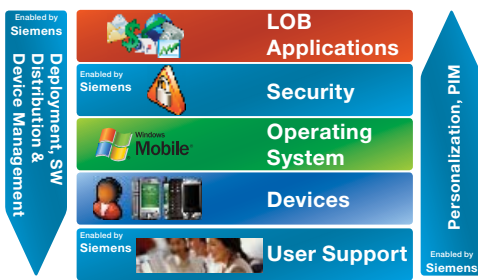 Enabled by
Siemens
Deployment, SW
Distribution &
Device Management
LOB
Applications
Enabled by
Siemens
Security
Windows
Mobile®
Operating
System
Devices
Enabled by
Siemens
User Support
Personalization, PIM
Enabled by
Siemens